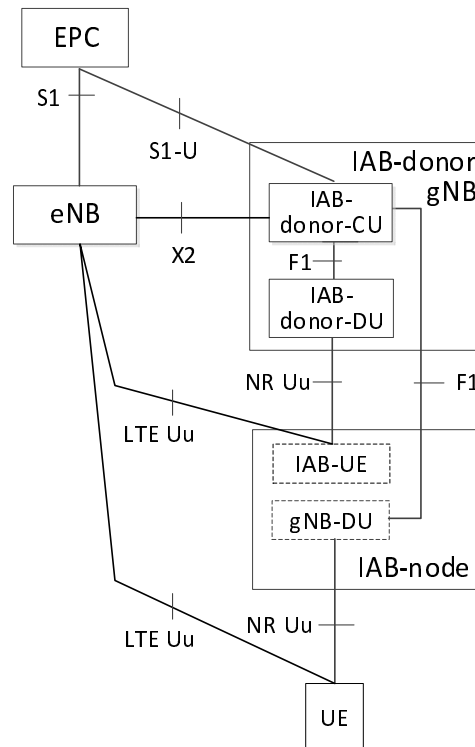 EPC
S1
S1-U
IAB-donor
gNB
IAB-
donor-CU
eNB
X2
F1
IAB-
donor-DU
NR Uu
F1
LTE Uu
IAB-UE
gNB-DU
IAB-node
NR Uu
LTE Uu
UE